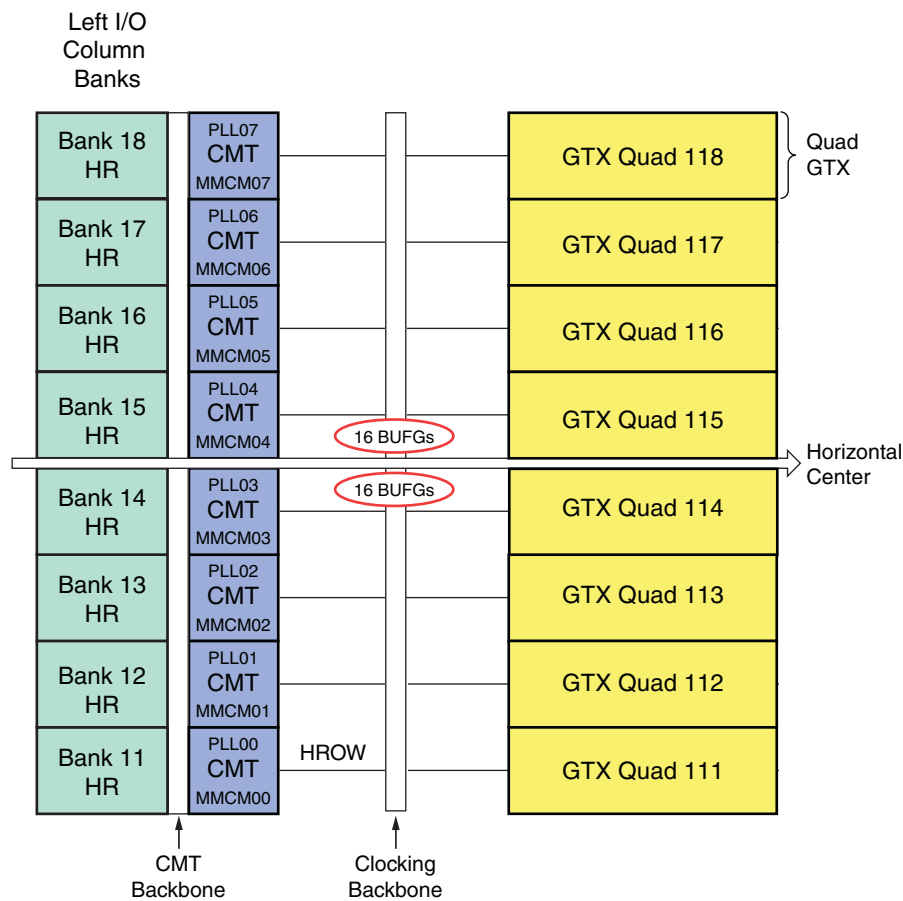 Left I/O
Column
Banks
Bank 18
HR
PLL07
CMT
MMCM07
GTX Quad 118
Quad
GTX
Bank 17
HR
PLL06
CMT
MMCM06
GTX Quad 117
Bank 16
HR
PLL05
CMT
MMCM05
GTX Quad 116
Bank 15
HR
PLL04
CMT
MMCM04
16 BUFGs
GTX Quad 115
Horizontal
Center
Bank 14
HR
PLL03
CMT
MMCM03
16 BUFGs
GTX Quad 114
Bank 13
HR
PLL02
CMT
MMCM02
GTX Quad 113
Bank 12
HR
PLL01
CMT
MMCM01
GTX Quad 112
Bank 11
HR
PLL00
CMT
MMCM00
HROW
GTX Quad 111
CMT
Backbone
Clocking
Backbone